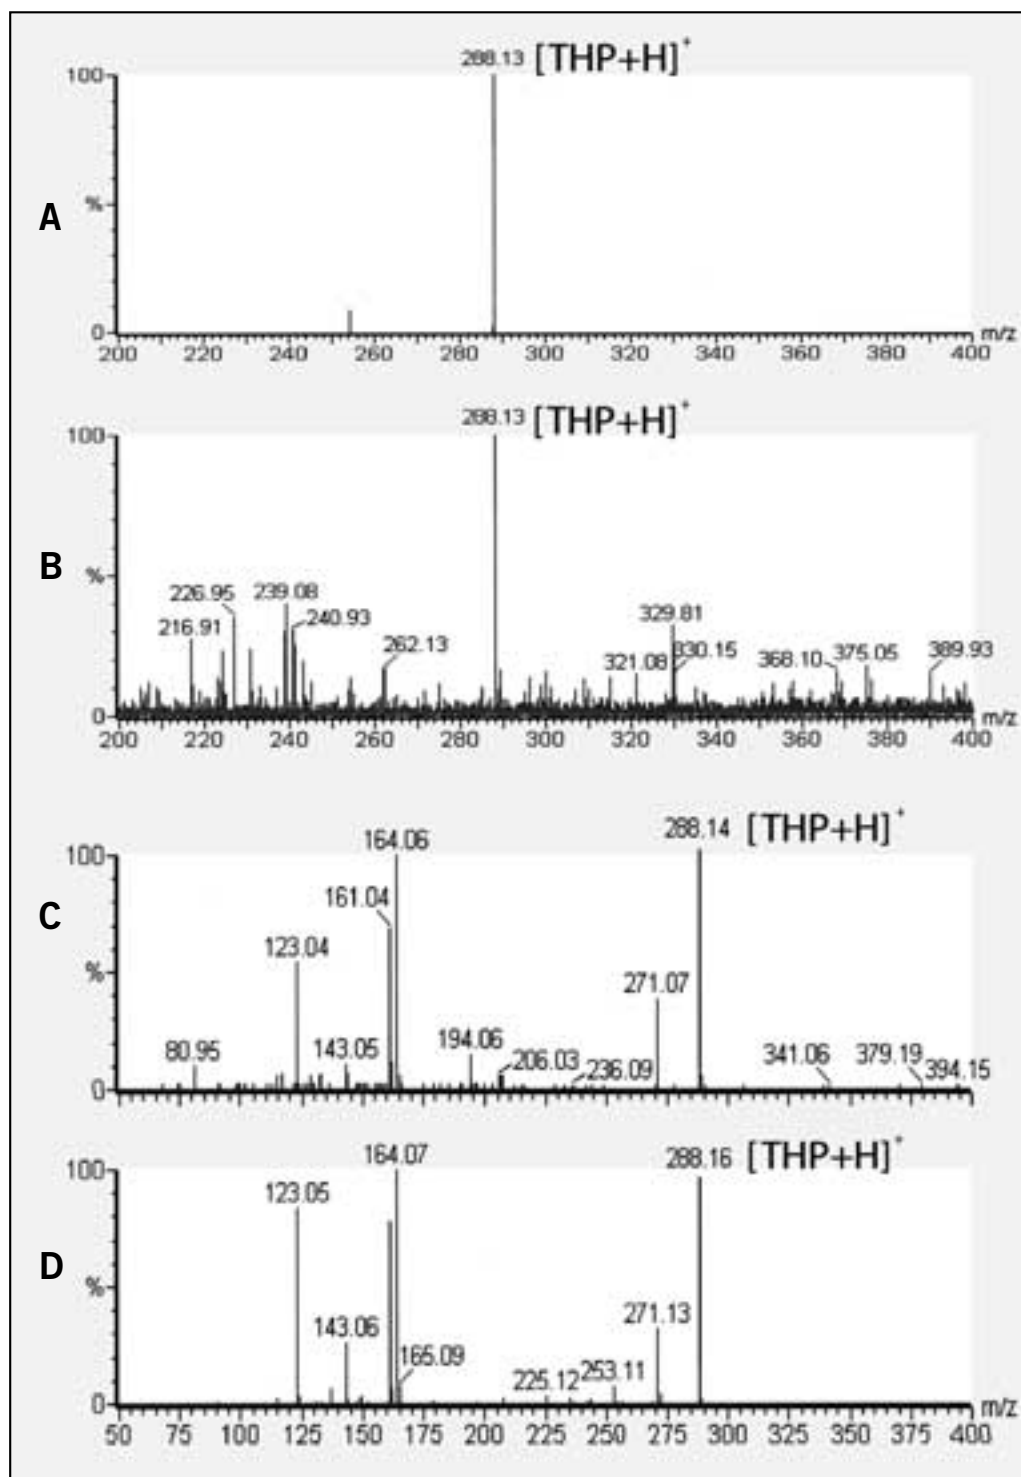 288.13 [THP+H]+
100
A
%
0
200 220 240 260 280 300 320 340 360 380 400 m/z
288.13 [THP+H]+
100
B
%
226.95 239.08
216.91 240.93
262.13
329.81
321.08 330.15
368.10 375.05 389.93
0
200 220 240 260 280 300 320 340 360 380 400 m/z
164.06 288.14 [THP+H]+
100
C
%
161.04
123.04
271.07
80.95 143.05 194.06 206.03 236.09 341.06 379.19 394.15
0
164.07 288.16 [THP+H]+
100
D
%
123.05
143.06 165.09 271.13
225.12 253.11
0
50 75 100 125 150 175 200 225 250 275 300 325 350 375 400 m/z